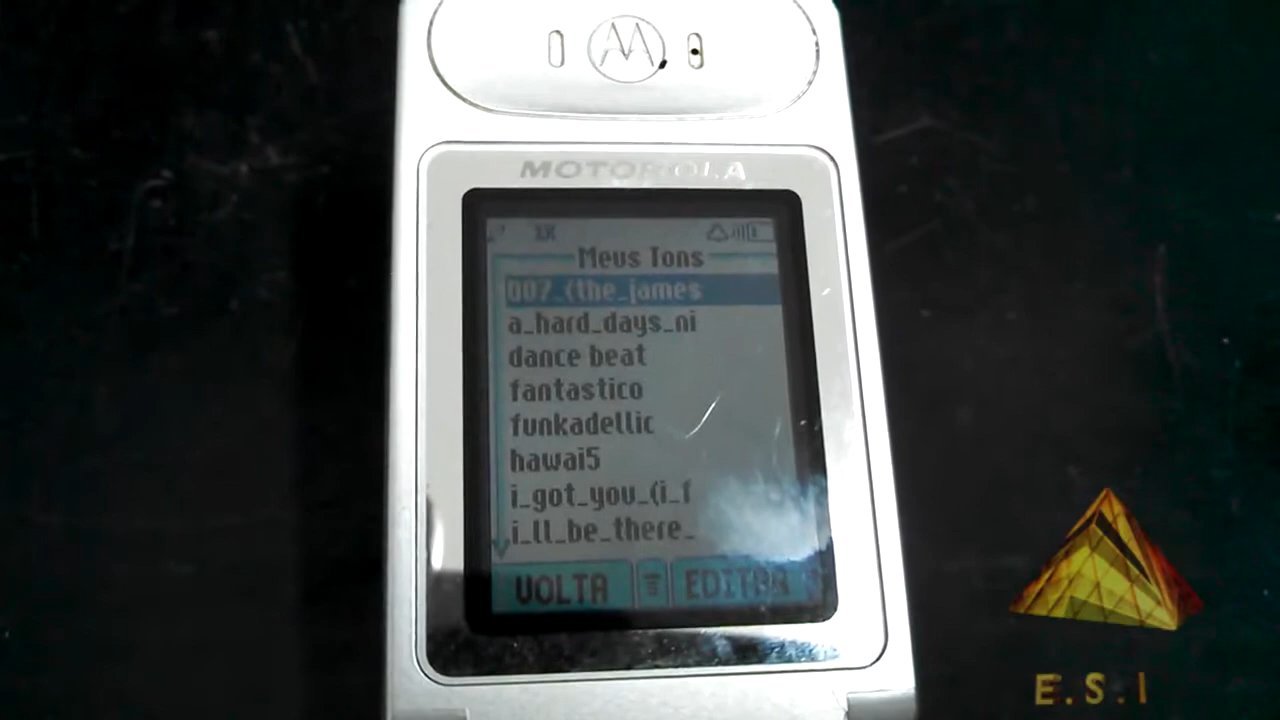 MOTOROLA
1X
Meus Tons
007_(the_james
a_hard_days_ni
dance beat
fantastico
funkadellic
hawai5
i_got_you_(i_f
i_ll_be_there_
VOLTA EDITAR
E.S.I